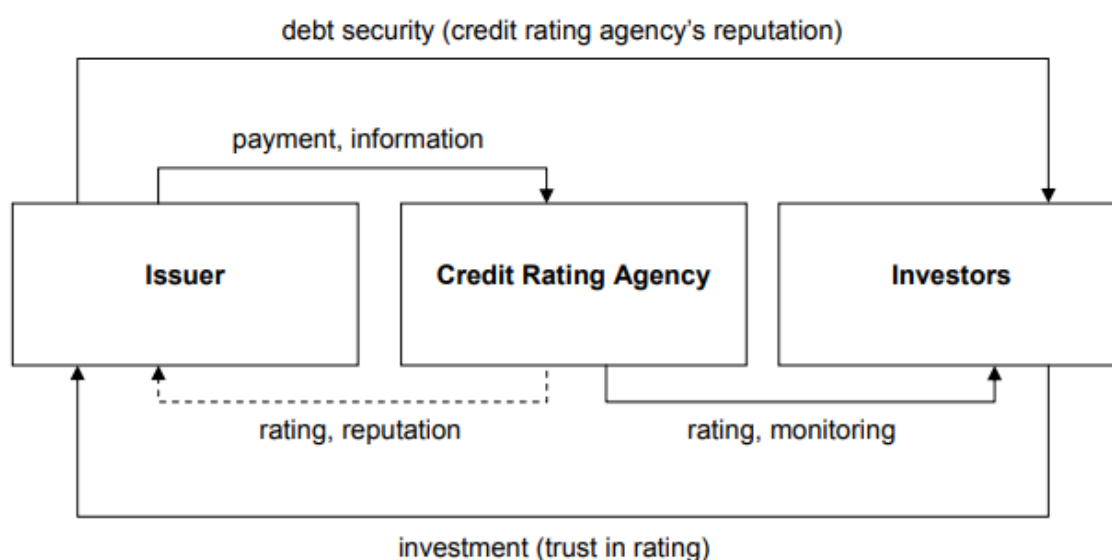 debt security (credit rating agency’s reputation)
payment, information
Issuer
Credit Rating Agency
Investors
rating, reputation
rating, monitoring
investment (trust in rating)